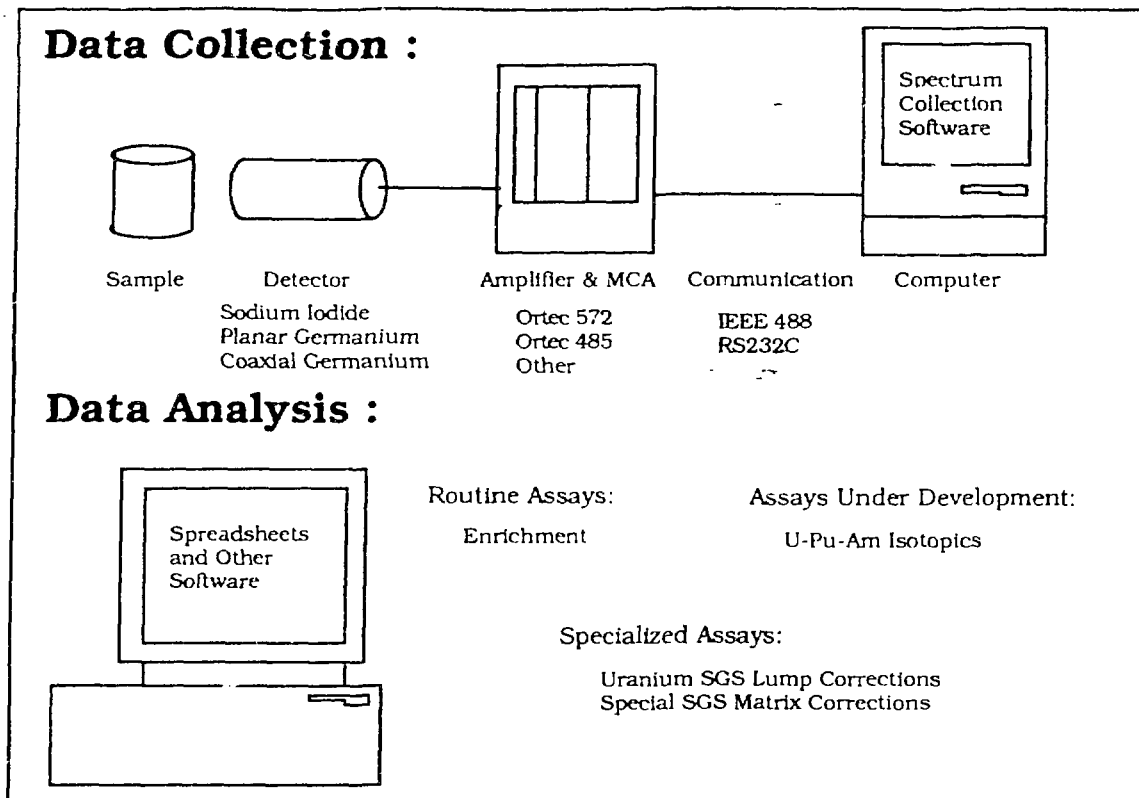 Data Collection :
Spectrum
Collection
Software
Sample
Detector
Amplifier & MCA
Communication
Computer
Sodium Iodide
Planar Germanium
Coaxial Germanium
Ortec 572
Ortec 485
Other
IEEE 488
RS232C
Data Analysis :
Spreadsheets
and Other
Software
Routine Assays:
Enrichment
Assays Under Development:
U-Pu-Am Isotopics
Specialized Assays:
Uranium SGS Lump Corrections
Special SGS Matrix Corrections